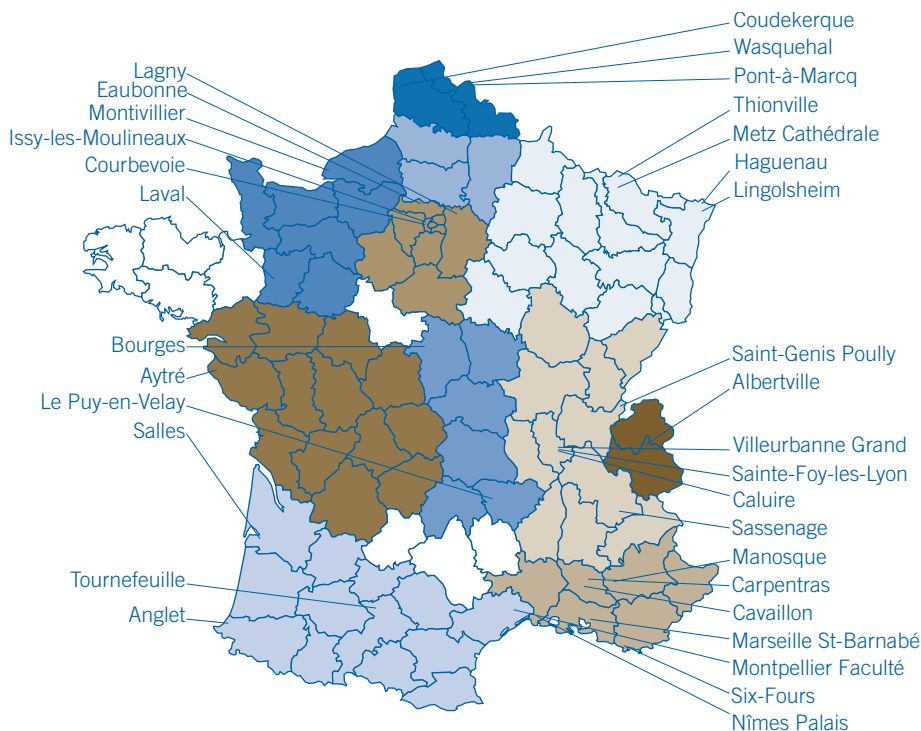 Coudekerque
Wasquehal
Pont-à-Marcq
Thionville
Metz Cathédrale
Haguenau
Lingolsheim
Lagny
Eaubonne
Montivillier
Issy-les-Moulineaux
Courbevoie
Laval
Bourges
Aytré
Le Puy-en-Velay
Salles
Tournefeuille
Anglet
Saint-Genis Poully
Albertville
Villeurbanne Grand
Sainte-Foy-les-Lyon
Caluire
Sassenage
Manosque
Carpentras
Cavaillon
Marseille St-Barnabé
Montpellier Faculté
Six-Fours
Nîmes Palais